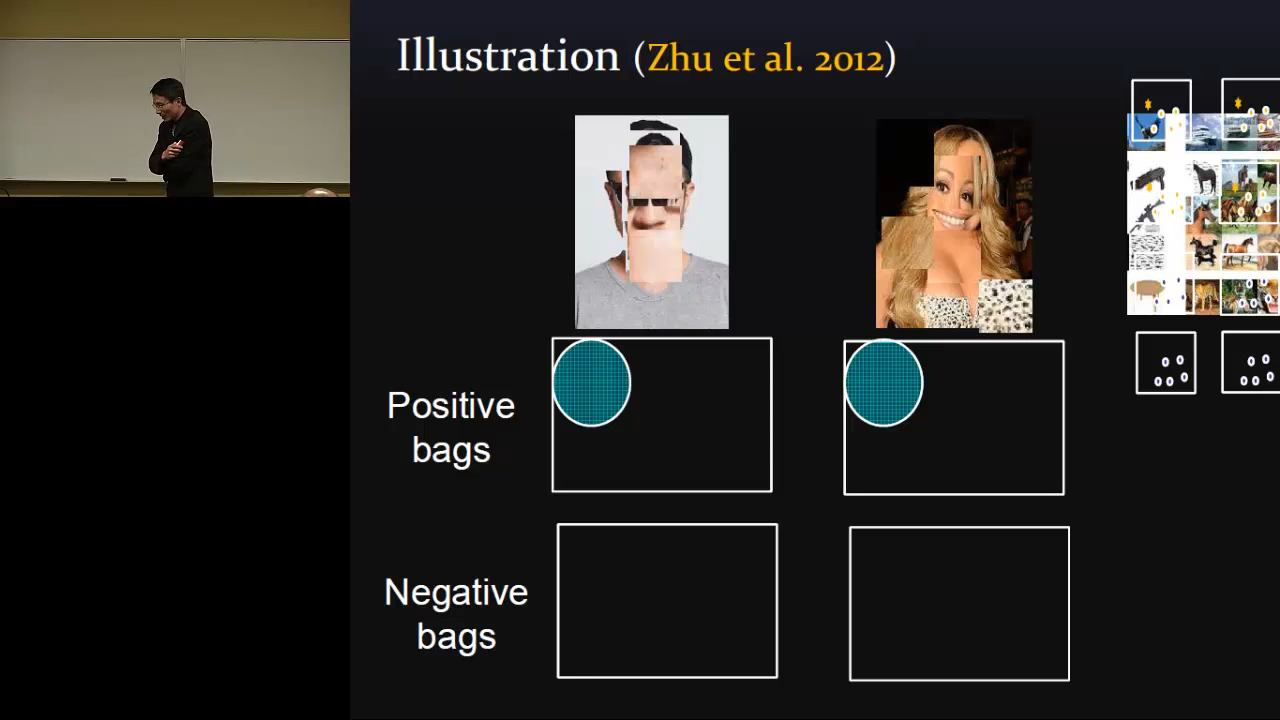 Illustration (Zhu et al. 2012)
Positive
bags
Negative
bags